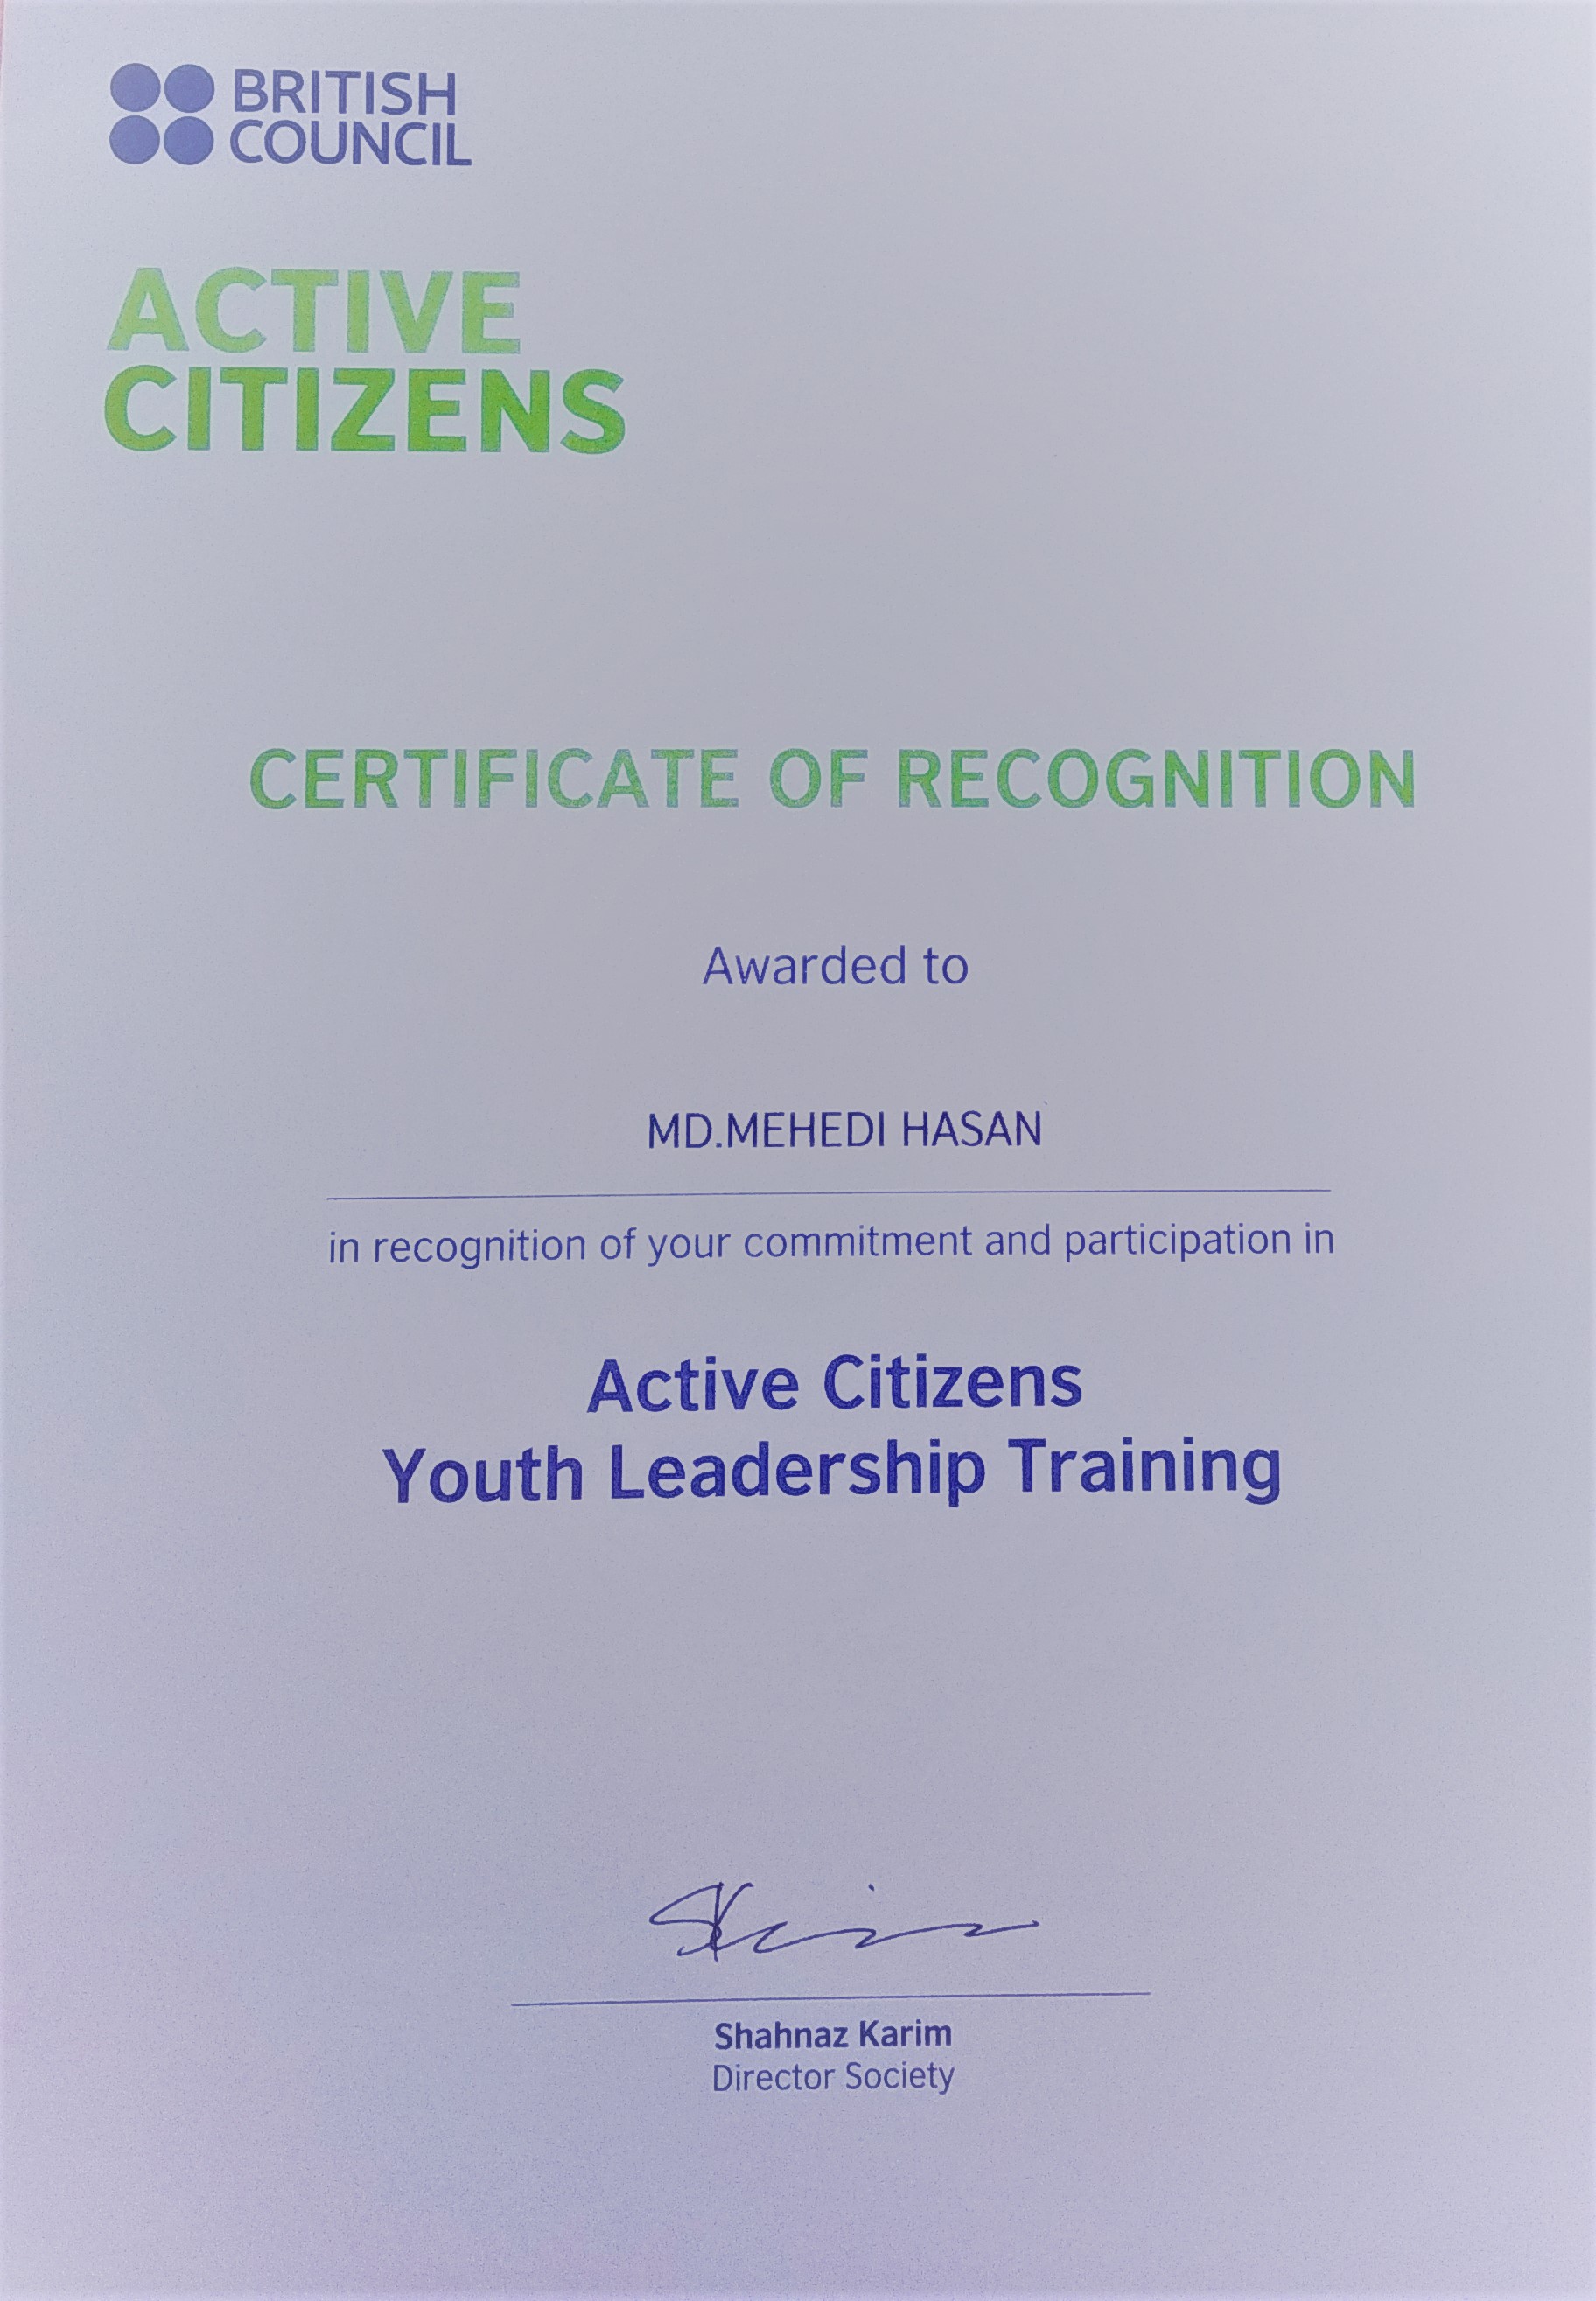 BRITISH
COUNCIL
ACTIVE
CITIZENS
CERTIFICATE OF RECOGNITION
Awarded to
MD.MEHEDI HASAN
in recognition of your commitment and participation in
Active Citizens
Youth Leadership Training
Shahnaz Karim
Director Society